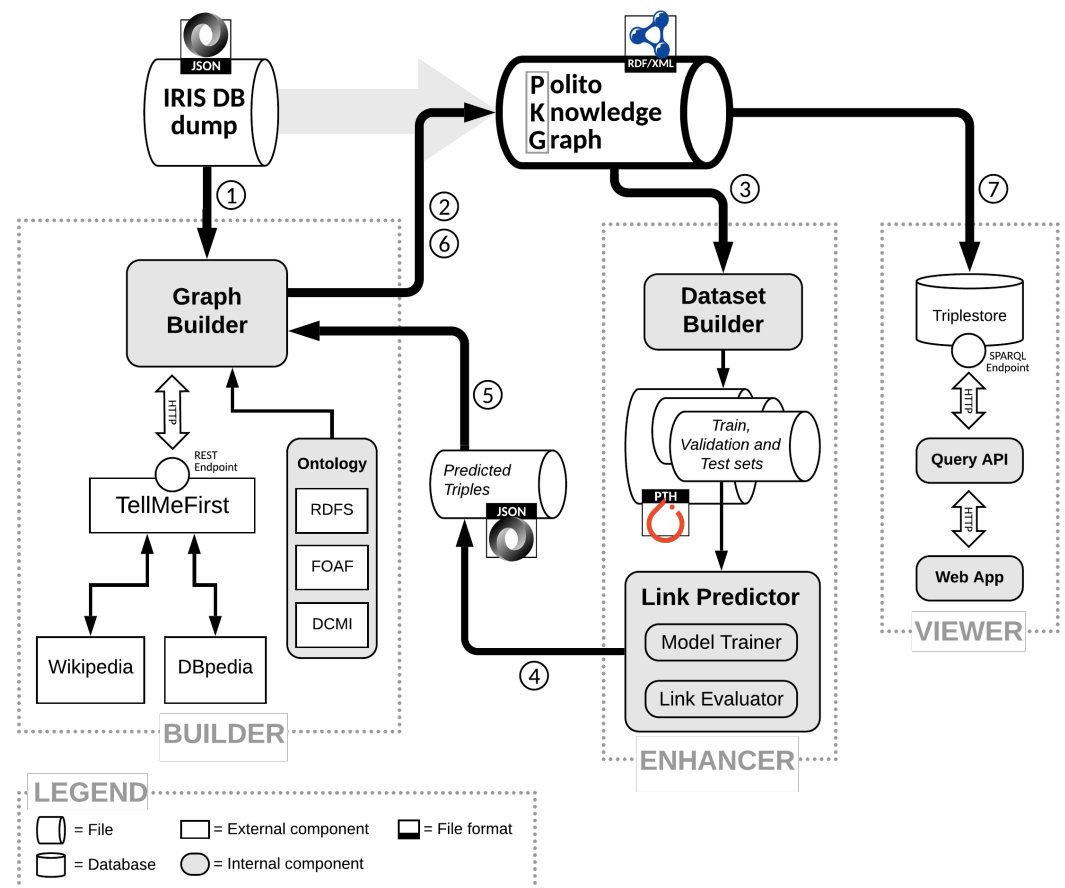 JSON
IRIS DB
dump
RDF/XML
Polito
Knowledge
Graph
1
2
6
3
7
Graph
Builder
HTTP
REST
Endpoint
TellMeFirst
Wikipedia
DBpedia
Ontology
RDFS
FOAF
DCMI
BUILDER
5
Predicted
Triples
JSON
4
Dataset
Builder
Train,
Validation and
Test sets
PTH
Link Predictor
Model Trainer
Link Evaluator
ENHANCER
Triplestore
SPARQL
Endpoint
HTTP
Query API
HTTP
Web App
VIEWER
LEGEND
= File
= External component
= File format
= Database
= Internal component